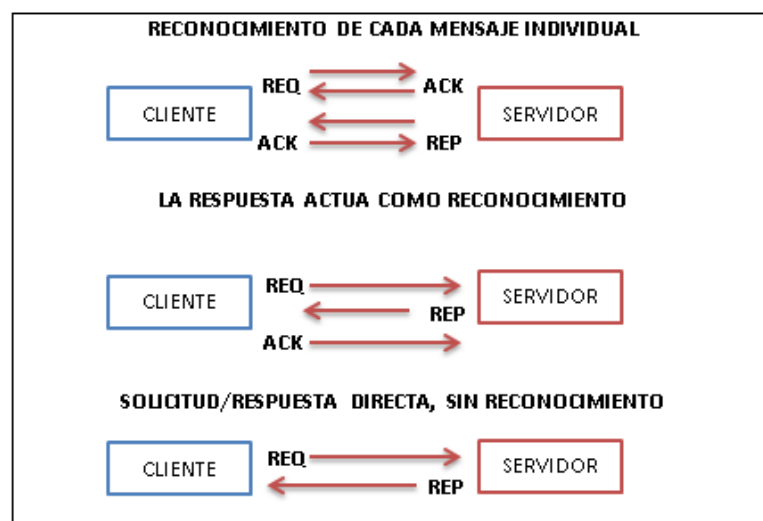 RECONOCIMIENTO DE CADA MENSAJE INDIVIDUAL
REQ ACK
CLIENTE SERVIDOR
ACK REP
LA RESPUESTA ACTUA COMO RECONOCIMIENTO
REQ
CLIENTE SERVIDOR
REP
ACK
SOLICITUD/RESPUESTA DIRECTA, SIN RECONOCIMIENTO
REQ
CLIENTE SERVIDOR
REP